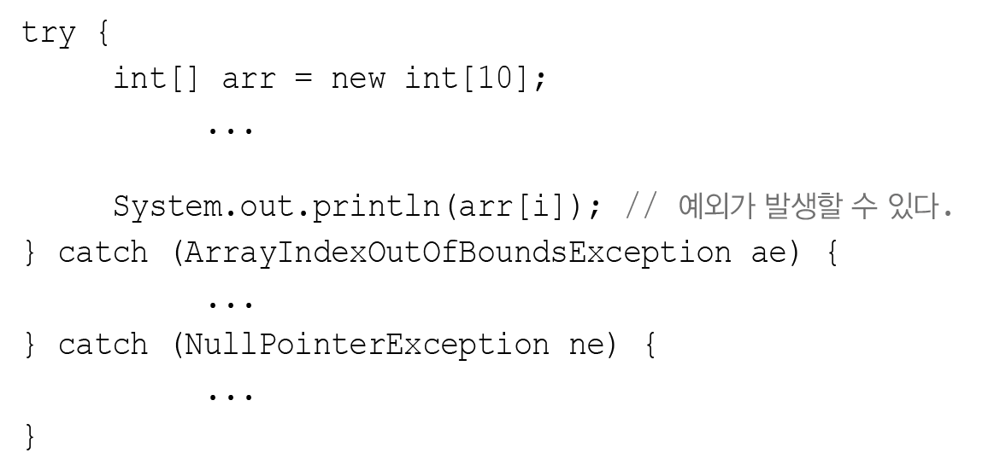 try {
int[] arr = new int[10];
...
System.out.println(arr[i]); // 예외가 발생할 수 있다.
} catch (ArrayIndexOutOfBoundsException ae) {
...
} catch (NullPointerException ne) {
...
}